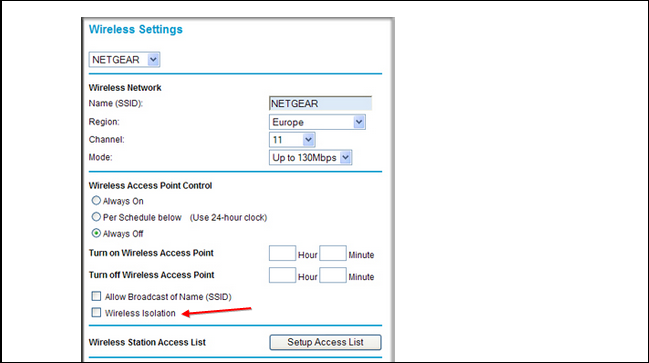 Wireless Settings
NETGEAR
Wireless Network
Name (SSID): NETGEAR
Region: Europe
Channel: 11
Mode: Up to 130Mbps
Wireless Access Point Control
Always On
Per Schedule below (Use 24-hour clock)
Always Off
Turn on Wireless Access Point Hour Minute
Turn off Wireless Access Point Hour Minute
Allow Broadcast of Name (SSID)
Wireless Isolation
Wireless Station Access List Setup Access List